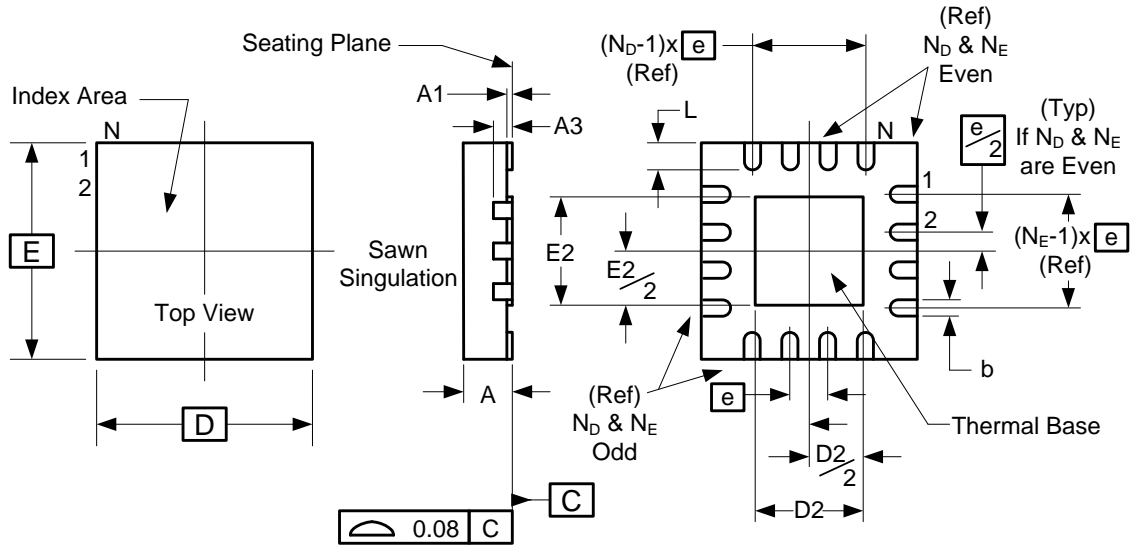 Seating Plane
Index Area
A1
A3
N
1
2
E
Top View
D
Sawn
Singulation
A
C
0.08 C
(N_D-1)x e
(Ref)
L
(Ref)
N_D & N_E
Even
N
e/2
(Typ)
If N_D & N_E
are Even
1
2
(N_E-1)x e
(Ref)
E2
E2/2
b
(Ref)
N_D & N_E
Odd
e
Thermal Base
D2/2
D2